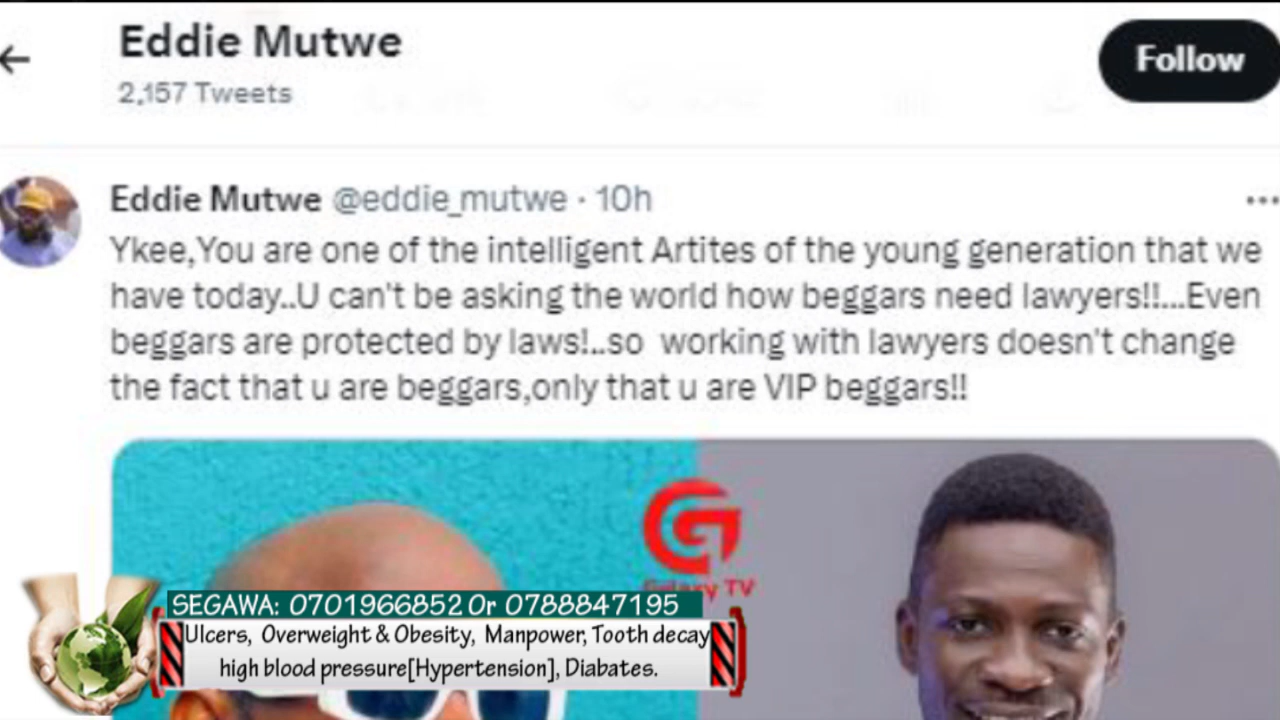 Eddie Mutwe
2,157 Tweets
Follow
Eddie Mutwe @eddie_mutwe · 10h
Ykee,You are one of the intelligent Artites of the young generation that we
have today..U can't be asking the world how beggars need lawyers!!...Even
beggars are protected by laws!..so working with lawyers doesn't change
the fact that u are beggars,only that u are VIP beggars!!
Galaxy TV
SEGAWA: 0701966852 Or 0788847195
Ulcers, Overweight & Obesity, Manpower, Tooth decay
high blood pressure[Hypertension], Diabates.